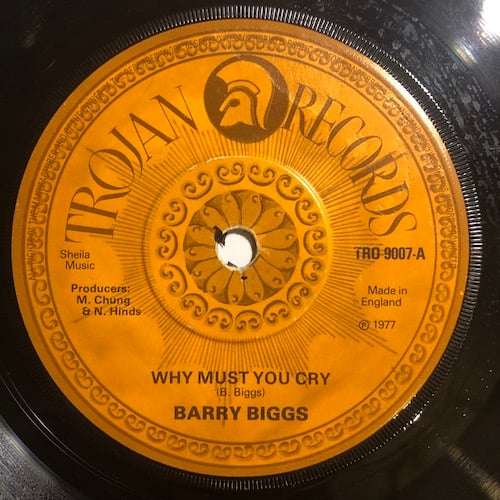 TROJAN RECORDS
Sheila
Music
TRO 9007-A
Producers:
M. Chung
& N. Hinds
Made in
England
℗ 1977
WHY MUST YOU CRY
(B. Biggs)
BARRY BIGGS